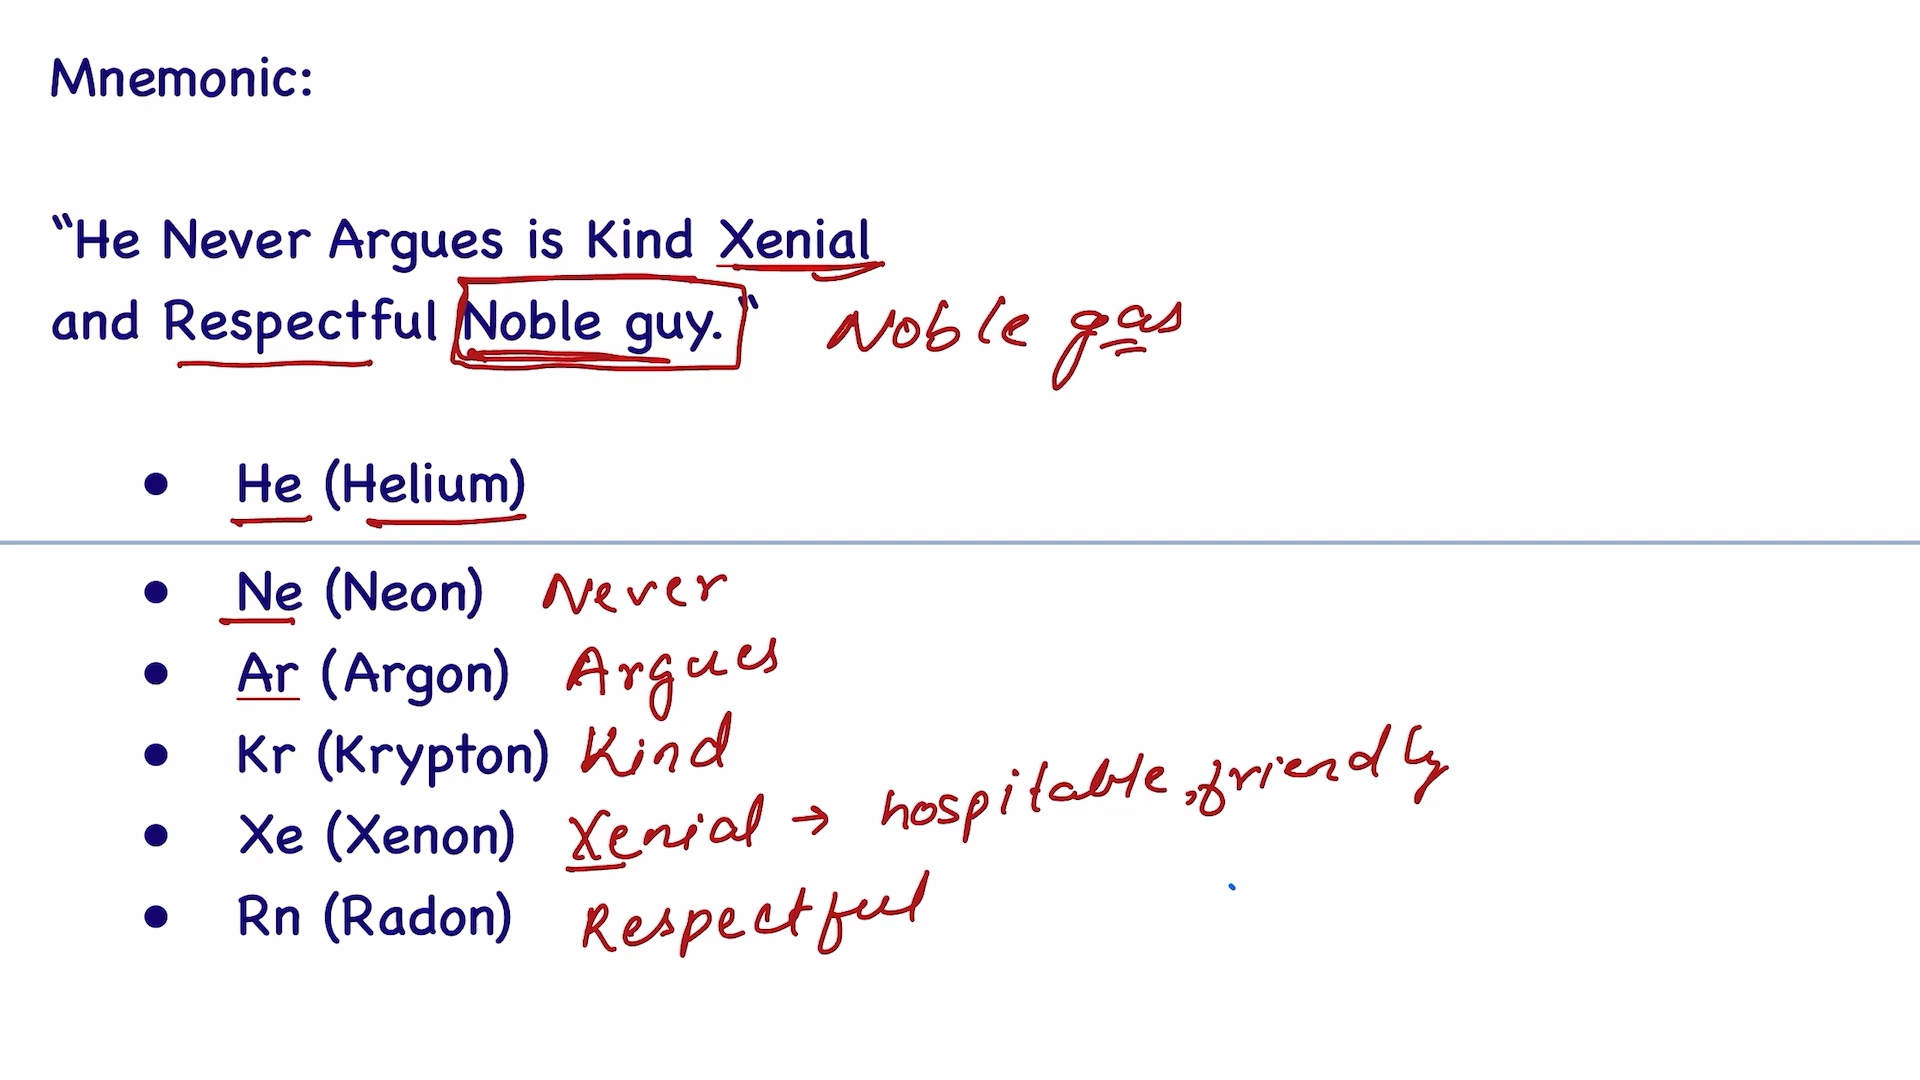 Mnemonic:
“He Never Argues is Kind Xenial
and Respectful Noble guy.“ Noble gas
• He (Helium)
• Ne (Neon) Never
• Ar (Argon) Argues
• Kr (Krypton) Kind
• Xe (Xenon) Xenial → hospitable, friendly
• Rn (Radon) Respectful